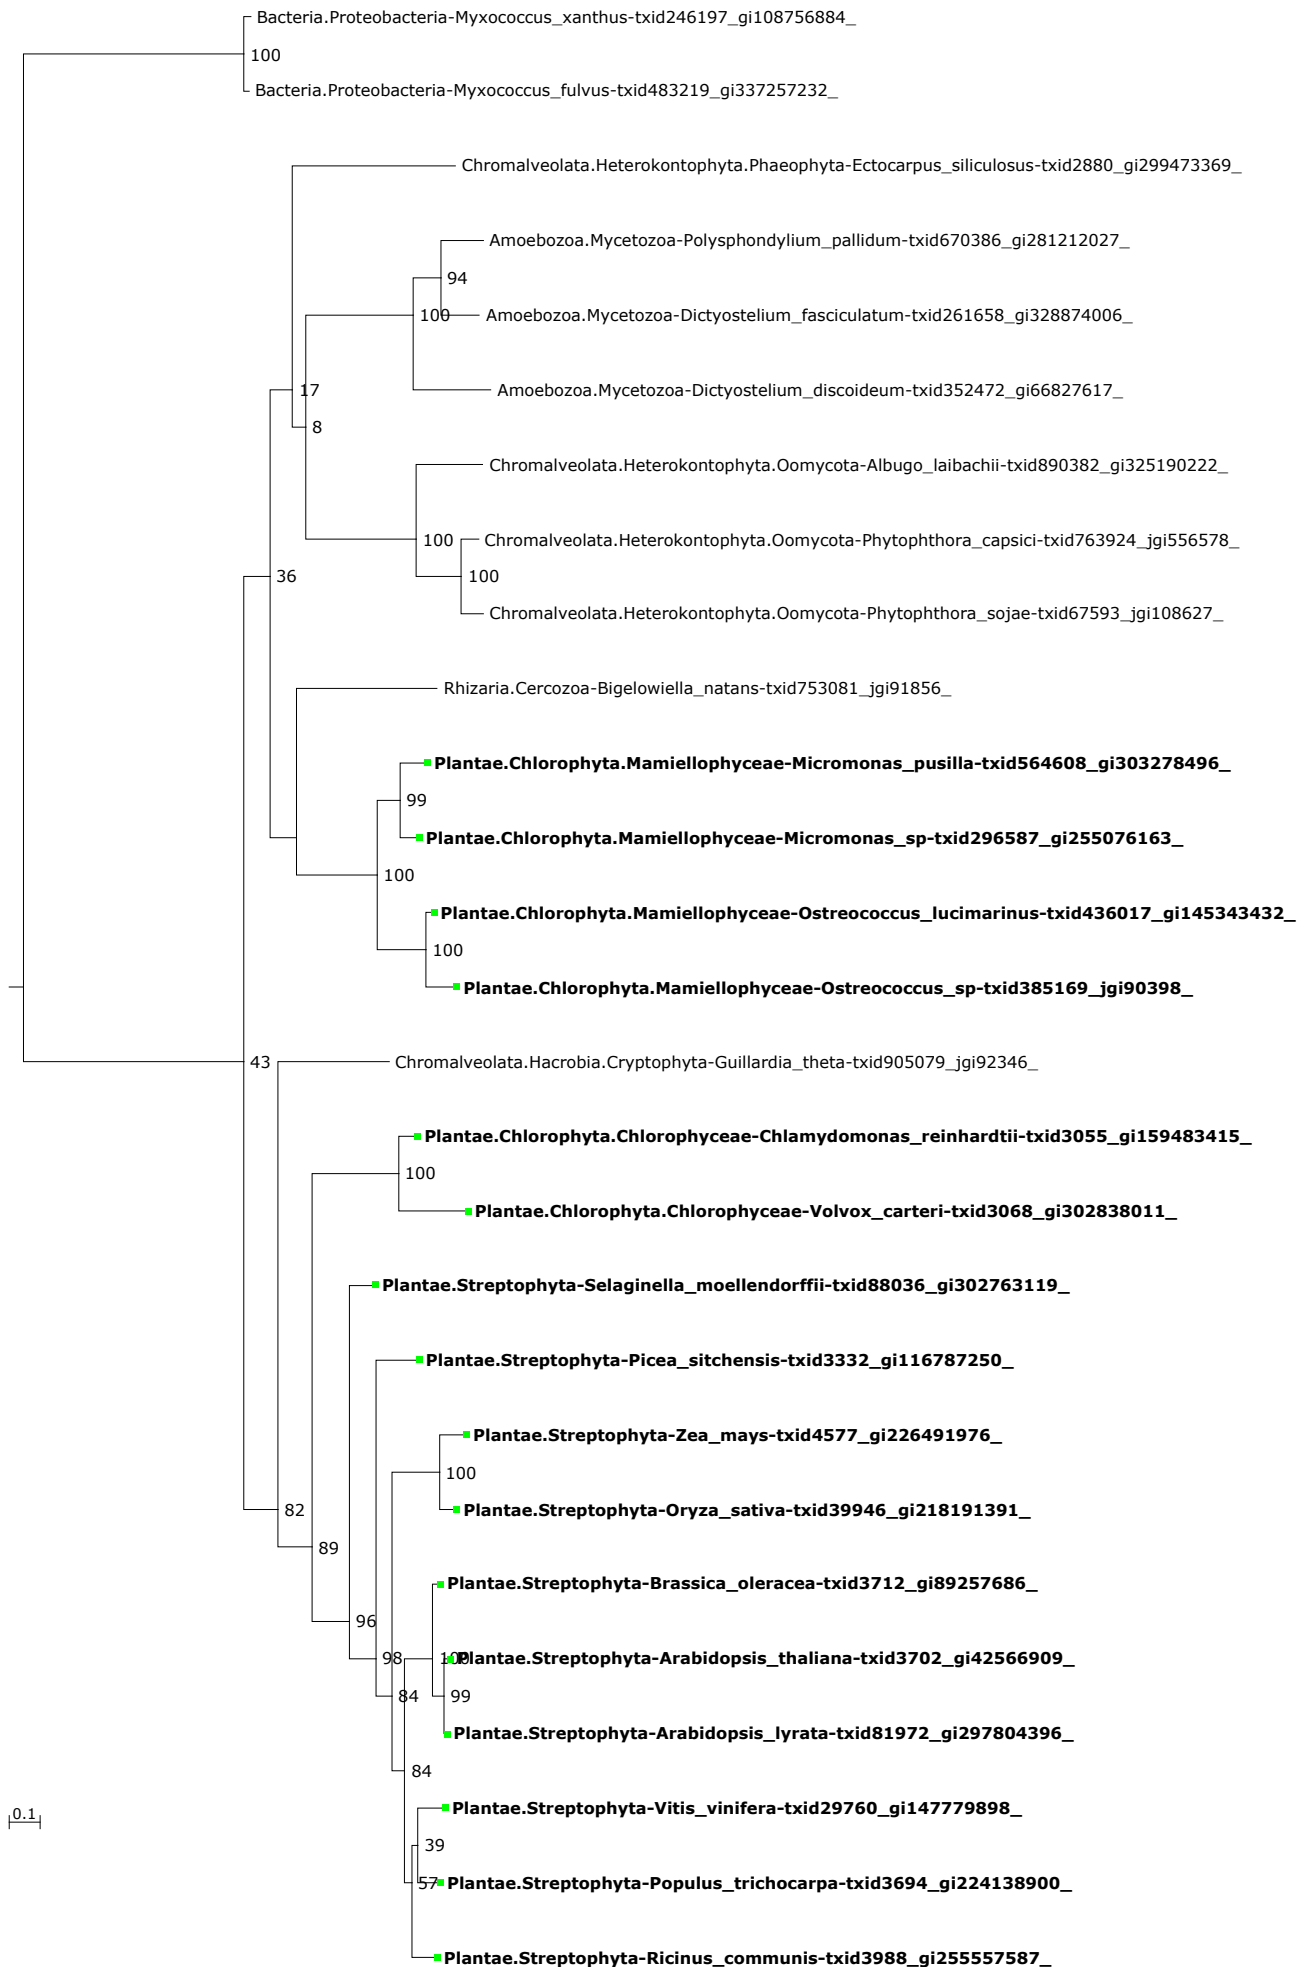 Bacteria.Proteobacteria-Myxococcus_xanthus-txid246197_gi108756884_
100
Bacteria.Proteobacteria-Myxococcus_fulvus-txid483219_gi337257232_
Chromalveolata.Heterokontophyta.Phaeophyta-Ectocarpus_siliculosus-txid2880_gi299473369_
Amoebozoa.Mycetozoa-Polysphondylium_pallidum-txid670386_gi281212027_
94
100
Amoebozoa.Mycetozoa-Dictyostelium_fasciculatum-txid261658_gi328874006_
17
Amoebozoa.Mycetozoa-Dictyostelium_discoideum-txid352472_gi66827617_
8
Chromalveolata.Heterokontophyta.Oomycota-Albugo_laibachii-txid890382_gi325190222_
100
Chromalveolata.Heterokontophyta.Oomycota-Phytophthora_capsici-txid763924_jgi556578_
36
100
Chromalveolata.Heterokontophyta.Oomycota-Phytophthora_sojae-txid67593_jgi108627_
Rhizaria.Cercozoa-Bigelowiella_natans-txid753081_jgi91856_
Plantae.Chlorophyta.Mamiellophyceae-Micromonas_pusilla-txid564608_gi303278496_
99
Plantae.Chlorophyta.Mamiellophyceae-Micromonas_sp-txid296587_gi255076163_
100
Plantae.Chlorophyta.Mamiellophyceae-Ostreococcus_lucimarinus-txid436017_gi145343432_
100
Plantae.Chlorophyta.Mamiellophyceae-Ostreococcus_sp-txid385169_jgi90398_
43
Chromalveolata.Hacrobia.Cryptophyta-Guillardia_theta-txid905079_jgi92346_
Plantae.Chlorophyta.Chlorophyceae-Chlamydomonas_reinhardtii-txid3055_gi159483415_
100
Plantae.Chlorophyta.Chlorophyceae-Volvox_carteri-txid3068_gi302838011_
Plantae.Streptophyta-Selaginella_moellendorffii-txid88036_gi302763119_
Plantae.Streptophyta-Picea_sitchensis-txid3332_gi116787250_
Plantae.Streptophyta-Zea_mays-txid4577_gi226491976_
100
82
Plantae.Streptophyta-Oryza_sativa-txid39946_gi218191391_
89
Plantae.Streptophyta-Brassica_oleracea-txid3712_gi89257686_
96
98
100
Plantae.Streptophyta-Arabidopsis_thaliana-txid3702_gi42566909_
84
99
Plantae.Streptophyta-Arabidopsis_lyrata-txid81972_gi297804396_
84
0.1
Plantae.Streptophyta-Vitis_vinifera-txid29760_gi147779898_
39
57
Plantae.Streptophyta-Populus_trichocarpa-txid3694_gi224138900_
Plantae.Streptophyta-Ricinus_communis-txid3988_gi255557587_